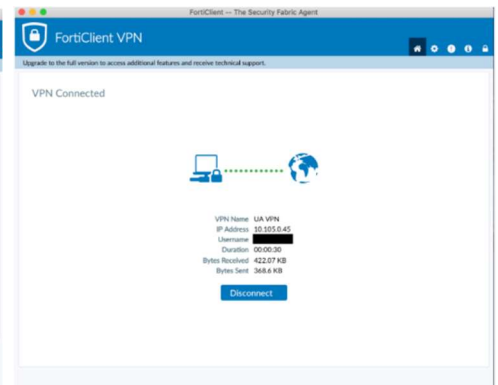 FortiClient — The Security Fabric Agent
FortiClient VPN
Upgrade to the full version to access additional features and receive technical support.
VPN Connected
VPN Name UA VPN
IP Address 10.105.0.45
Username
Duration 00:00:30
Bytes Received 422.07 KB
Bytes Sent 368.6 KB
Disconnect